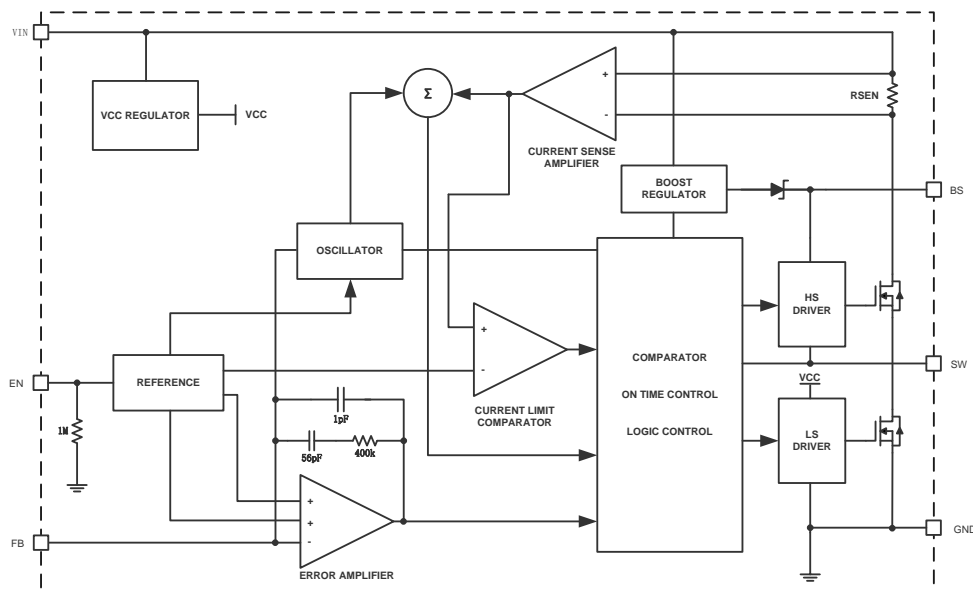 VIN
VCC REGULATOR
VCC
Σ
+
-
CURRENT SENSE
AMPLIFIER
RSEN
BOOST
REGULATOR
BS
OSCILLATOR
HS
DRIVER
+
-
CURRENT LIMIT
COMPARATOR
COMPARATOR
ON TIME CONTROL
LOGIC CONTROL
SW
EN
REFERENCE
1M
1pF
56pF
400k
VCC
LS
DRIVER
+
+
-
ERROR AMPLIFIER
FB
GND